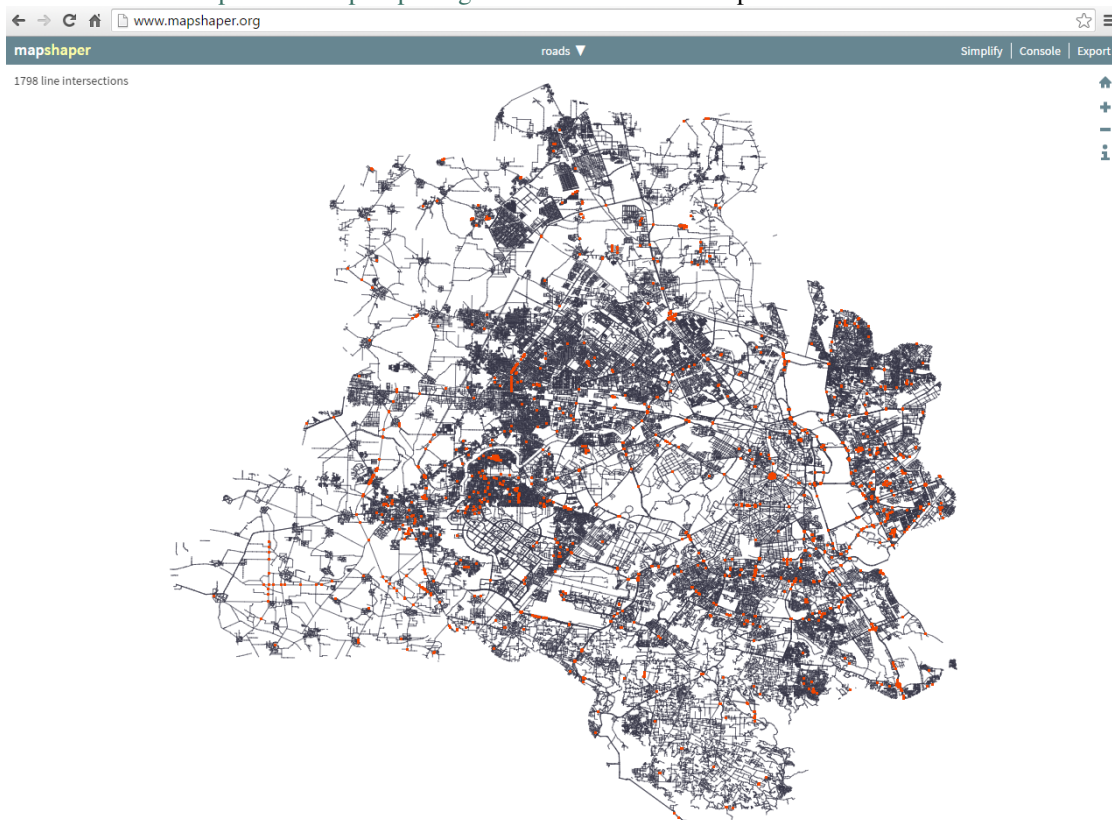 www.mapshaper.org
mapshaper
roads ▼
Simplify | Console | Export
1798 line intersections